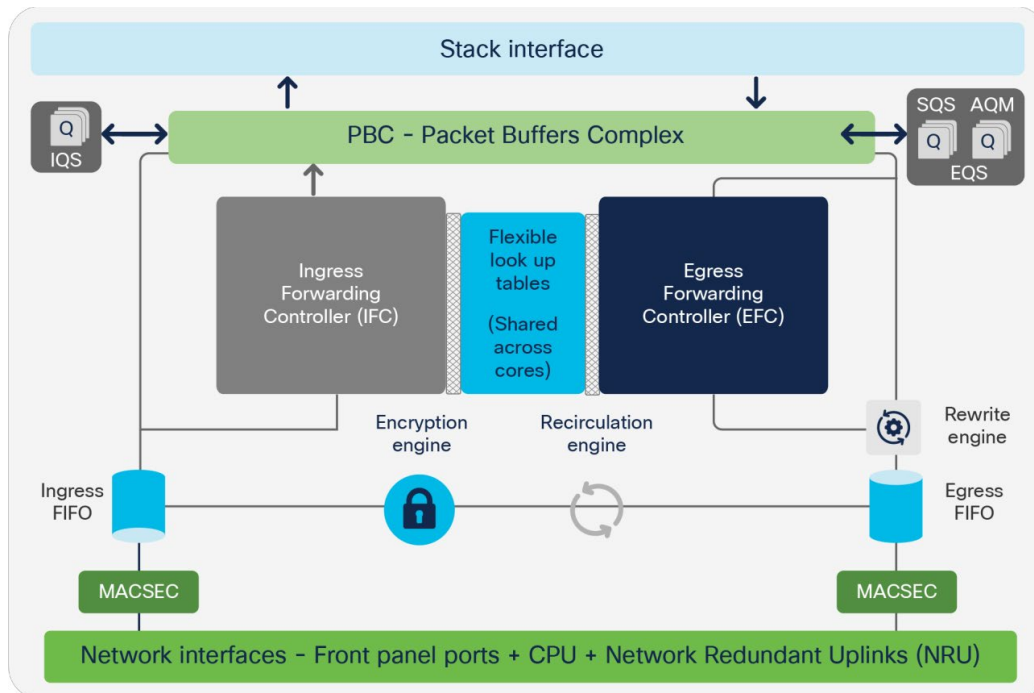 Stack interface
Q
IQS
PBC - Packet Buffers Complex
SQS AQM
Q Q
EQS
Ingress
Forwarding
Controller (IFC)
Flexible
look up
tables
(Shared
across
cores)
Egress
Forwarding
Controller (EFC)
Encryption
engine
Recirculation
engine
Rewrite
engine
Ingress
FIFO
Egress
FIFO
MACSEC
MACSEC
Network interfaces - Front panel ports + CPU + Network Redundant Uplinks (NRU)